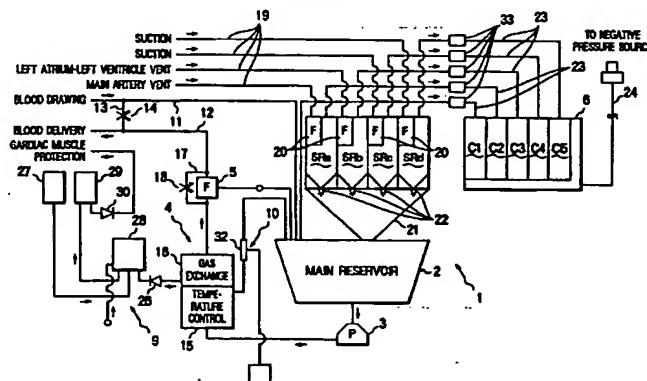 19
33
23
TO NEGATIVE
PRESSURE SOURCE
SUCTION
SUCTION
LEFT ATRIUM-LEFT VENTRICLE VENT
MAIN ARTERY VENT
BLOOD DRAWING
23
6
24
13
14
11
12
BLOOD DELIVERY
CARDIAC MUSCLE
PROTECTION
F
F
F
F
20
20
SRa
SRb
SRc
SRd
C1
C2
C3
C4
C5
27
29
17
5
18
F
30
22
4
10
21
28
32
16
GAS
EXCHANGE
MAIN RESERVOIR
2
1
26
TEMPE-
RATURE
CONTROL
9
15
P
3